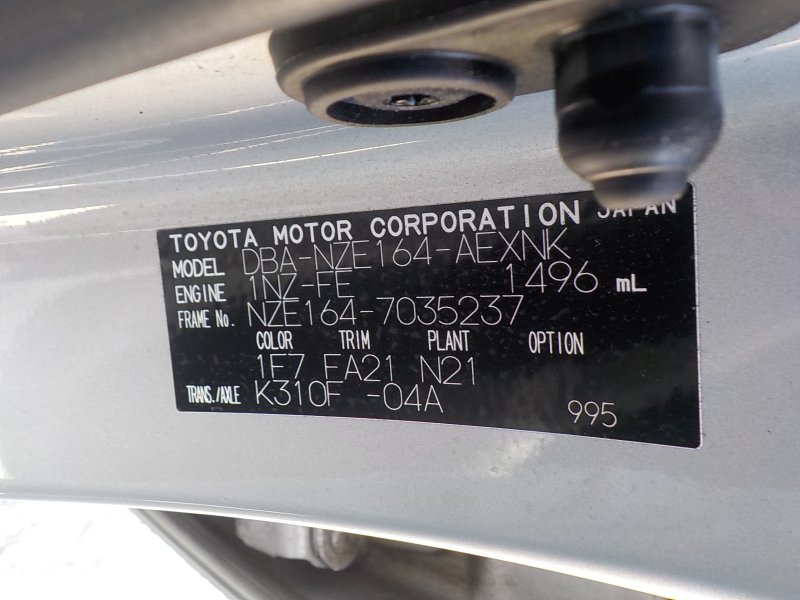 TOYOTA MOTOR CORPORATION JAPAN
MODEL DBA-NZE164-AEXNK
ENGINE 1NZ-FE 1496 mL
FRAME No. NZE164-7035237
COLOR TRIM PLANT OPTION
1F7 FA21 N21
TRANS./AXLE K310F -04A
995